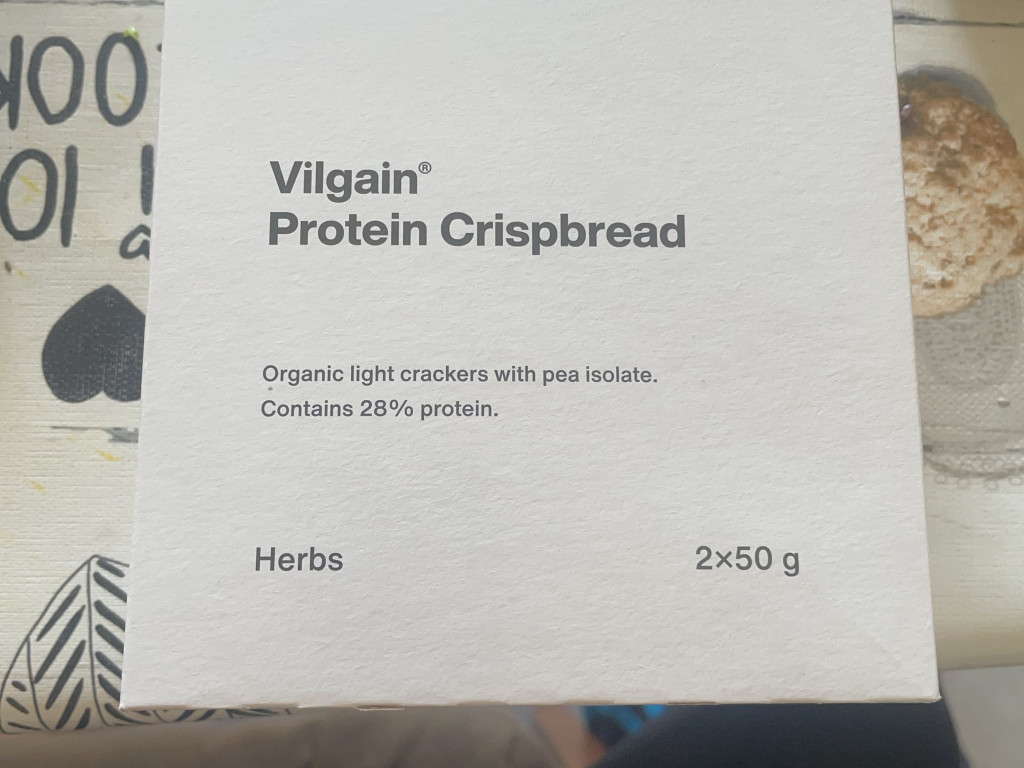 Vilgain®
Protein Crispbread
Organic light crackers with pea isolate.
Contains 28% protein.
Herbs
2×50 g